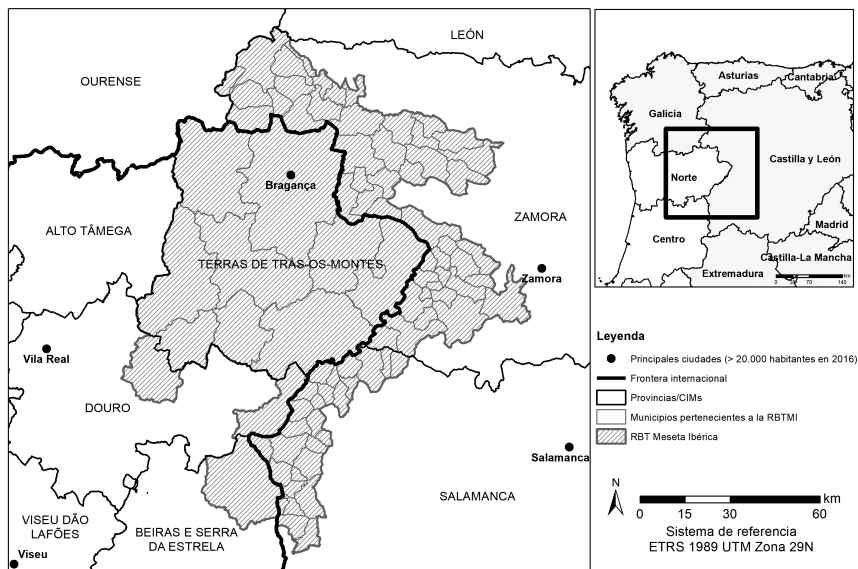 LEÓN
OURENSE
Bragança
ZAMORA
ALTO TÂMEGA
TERRAS DE TRÁS-OS-MONTES
Zamora
Vila Real
DOURO
Salamanca
SALAMANCA
VISEU DÃO
LAFÕES
BEIRAS E SERRA
DA ESTRELA
Viseu
Asturias
Cantabria
Galicia
Castilla y León
Norte
Madrid
Centro
Castilla-La Mancha
Extremadura
0 35 70 140
km
Leyenda
Principales ciudades (> 20.000 habitantes en 2016)
Frontera internacional
Provincias/CIMs
Municipios pertenecientes a la RBTMI
RBT Meseta Ibérica
N
km
0 15 30 60
Sistema de referencia
ETRS 1989 UTM Zona 29N